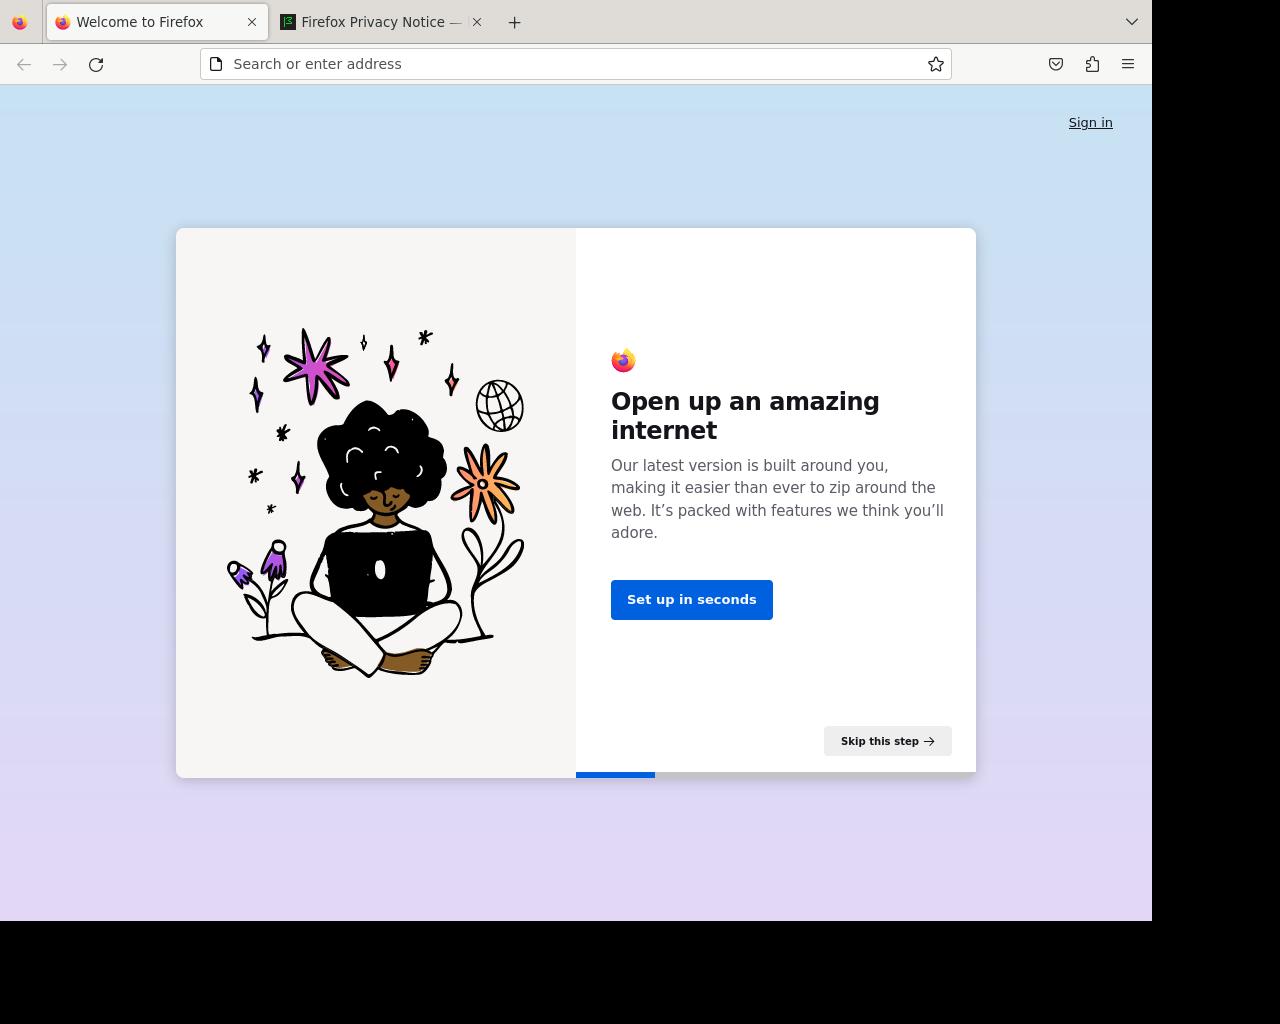 Welcome to Firefox
Firefox Privacy Notice —
Search or enter address
Sign in
Open up an amazing
internet
Our latest version is built around you,
making it easier than ever to zip around the
web. It’s packed with features we think you’ll
adore.
Set up in seconds
Skip this step